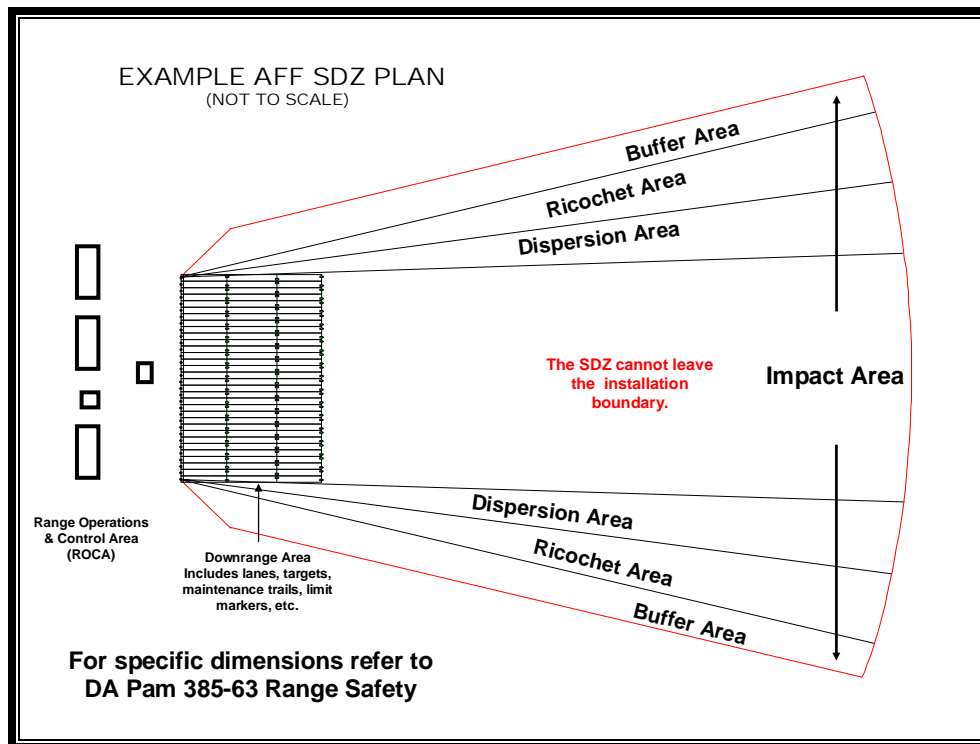 EXAMPLE AFF SDZ PLAN
(NOT TO SCALE)
Buffer Area
Ricochet Area
Dispersion Area
The SDZ cannot leave
the installation
boundary.
Impact Area
Dispersion Area
Ricochet Area
Buffer Area
Range Operations
& Control Area
(ROCA)
Downrange Area
Includes lanes, targets,
maintenance trails, limit
markers, etc.
For specific dimensions refer to
DA Pam 385-63 Range Safety